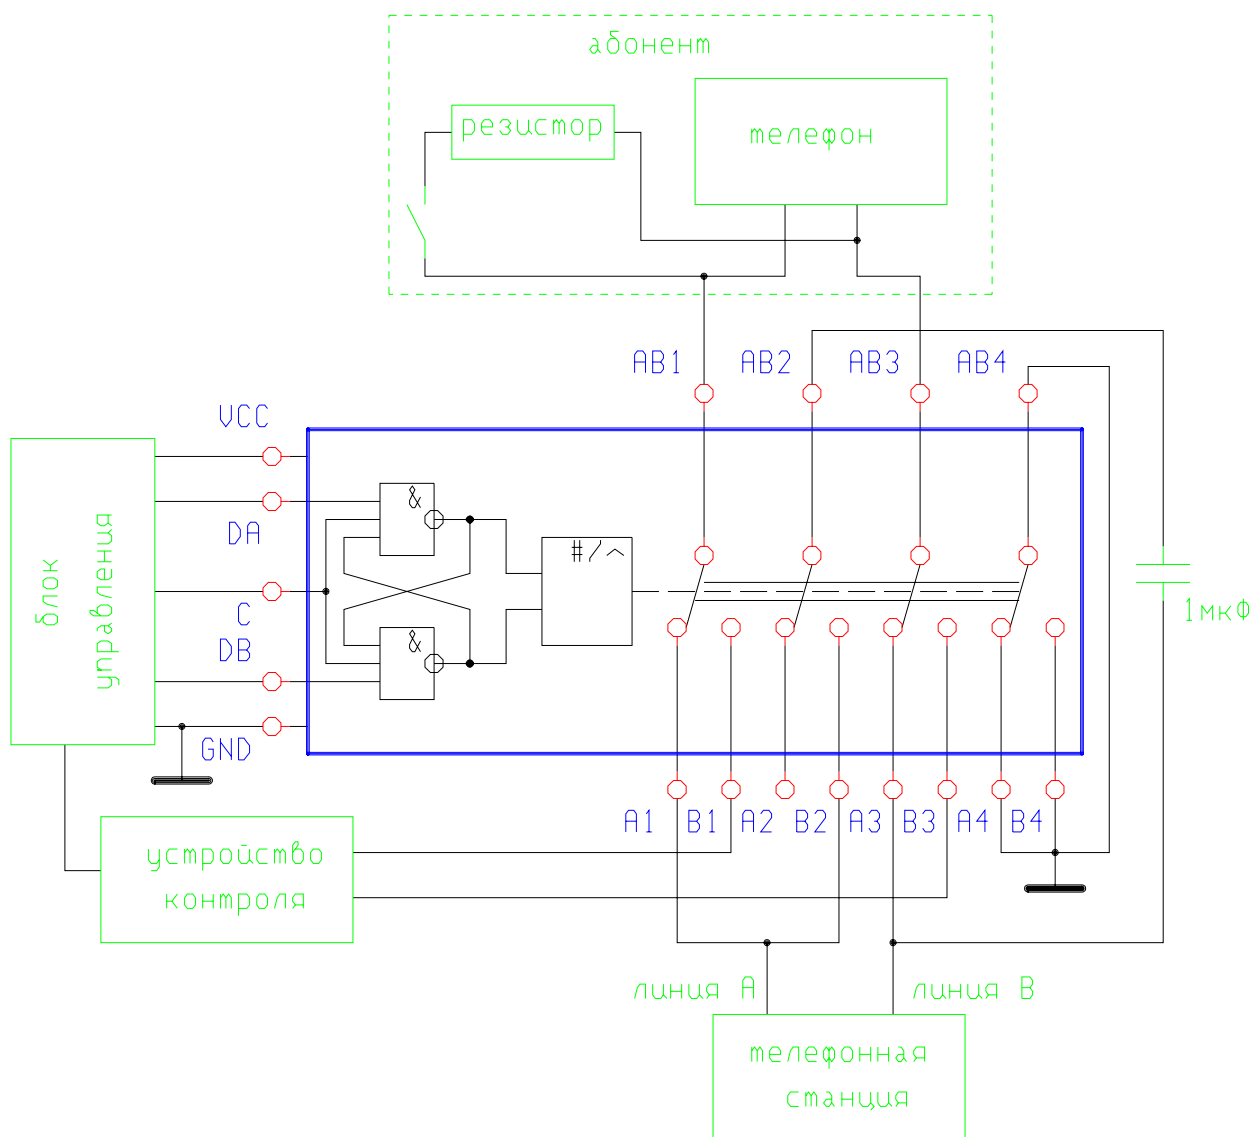 абонент
резистор
телефон
AB1 AB2 AB3 AB4
VCC
DA
C
DB
GND
блок
управления
&
&
#/^
1мкФ
A1 B1 A2 B2 A3 B3 A4 B4
устройство
контроля
линия A
линия B
телефонная
станция